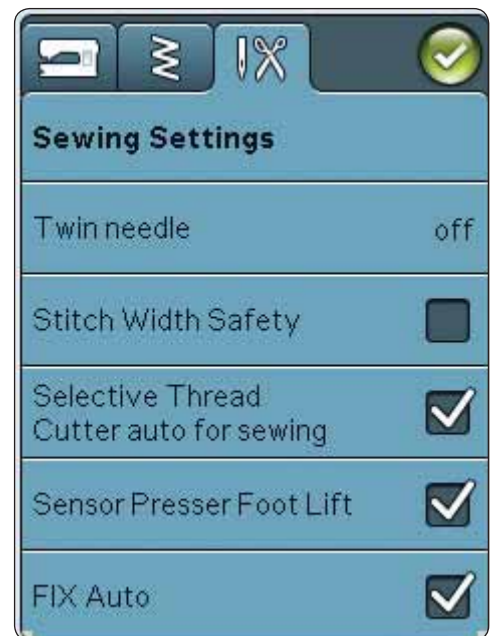 Sewing Settings
Twin needle off
Stitch Width Safety
Selective Thread
Cutter auto for sewing
Sensor Presser Foot Lift
FIX Auto